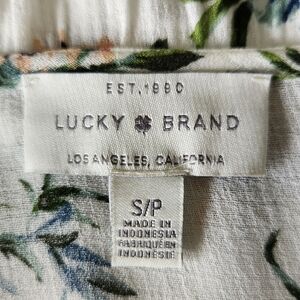 EST. 1990
LUCKY ☘ BRAND
LOS ANGELES, CALIFORNIA
S/P
MADE IN
INDONESIA
FABRIQUÉ EN
INDONÉSIE